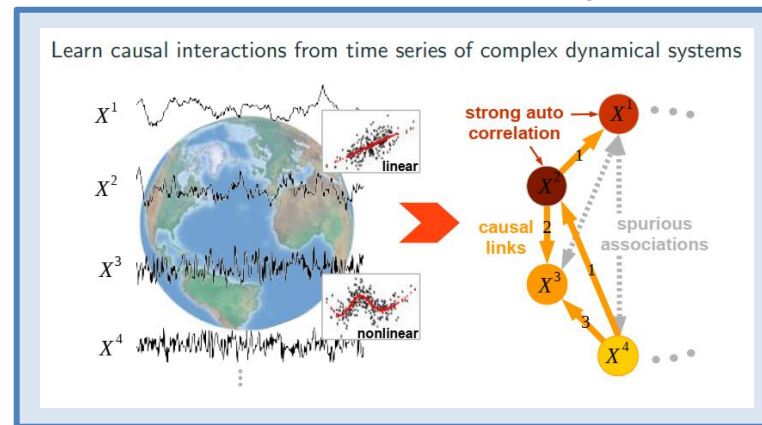 Learn causal interactions from time series of complex dynamical systems
X¹
X²
X³
X⁴
linear
nonlinear
strong auto
correlation
X¹
1
X²
causal
links
2
spurious
associations
1
X³
3
X⁴